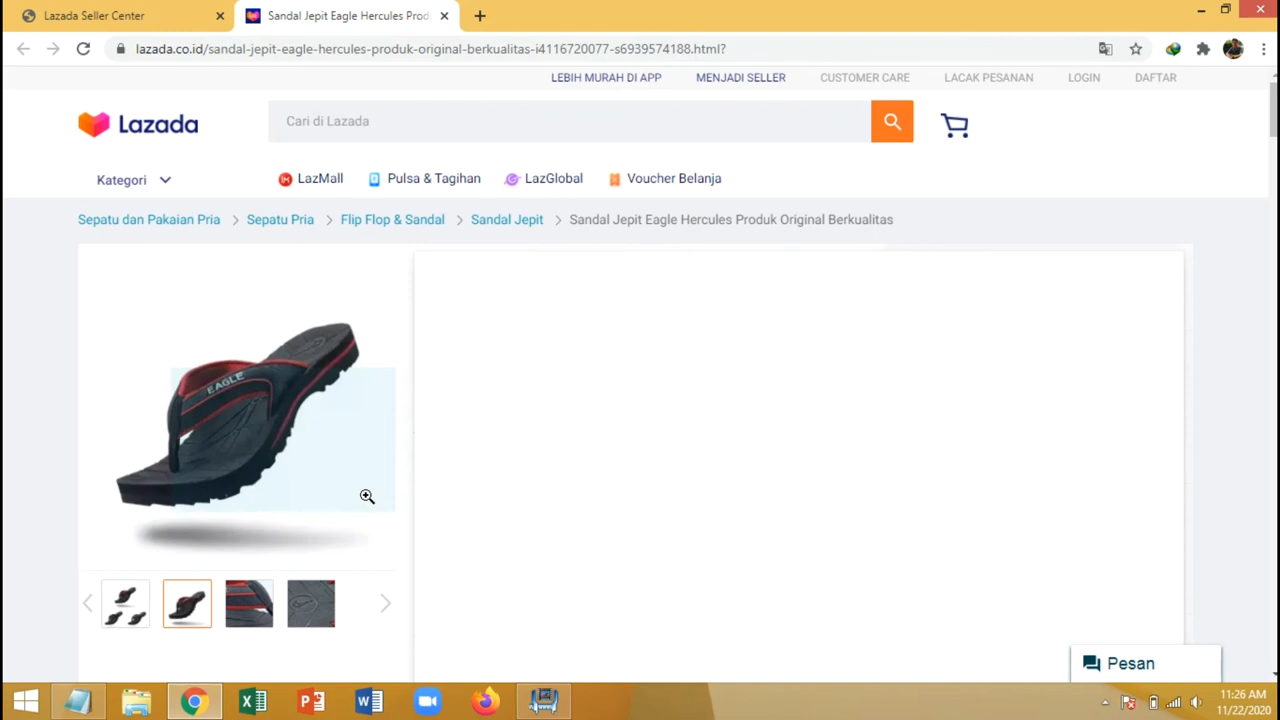 Lazada Seller Center
Sandal Jepit Eagle Hercules Prod
lazada.co.id/sandal-jepit-eagle-hercules-produk-original-berkualitas-i4116720077-s6939574188.html?
LEBIH MURAH DI APP
MENJADI SELLER
CUSTOMER CARE
LACAK PESANAN
LOGIN
DAFTAR
Lazada
Cari di Lazada
Kategori
LazMall
Pulsa & Tagihan
LazGlobal
Voucher Belanja
Sepatu dan Pakaian Pria > Sepatu Pria > Flip Flop & Sandal > Sandal Jepit > Sandal Jepit Eagle Hercules Produk Original Berkualitas
EAGLE
Pesan
11:26 AM
11/22/2020